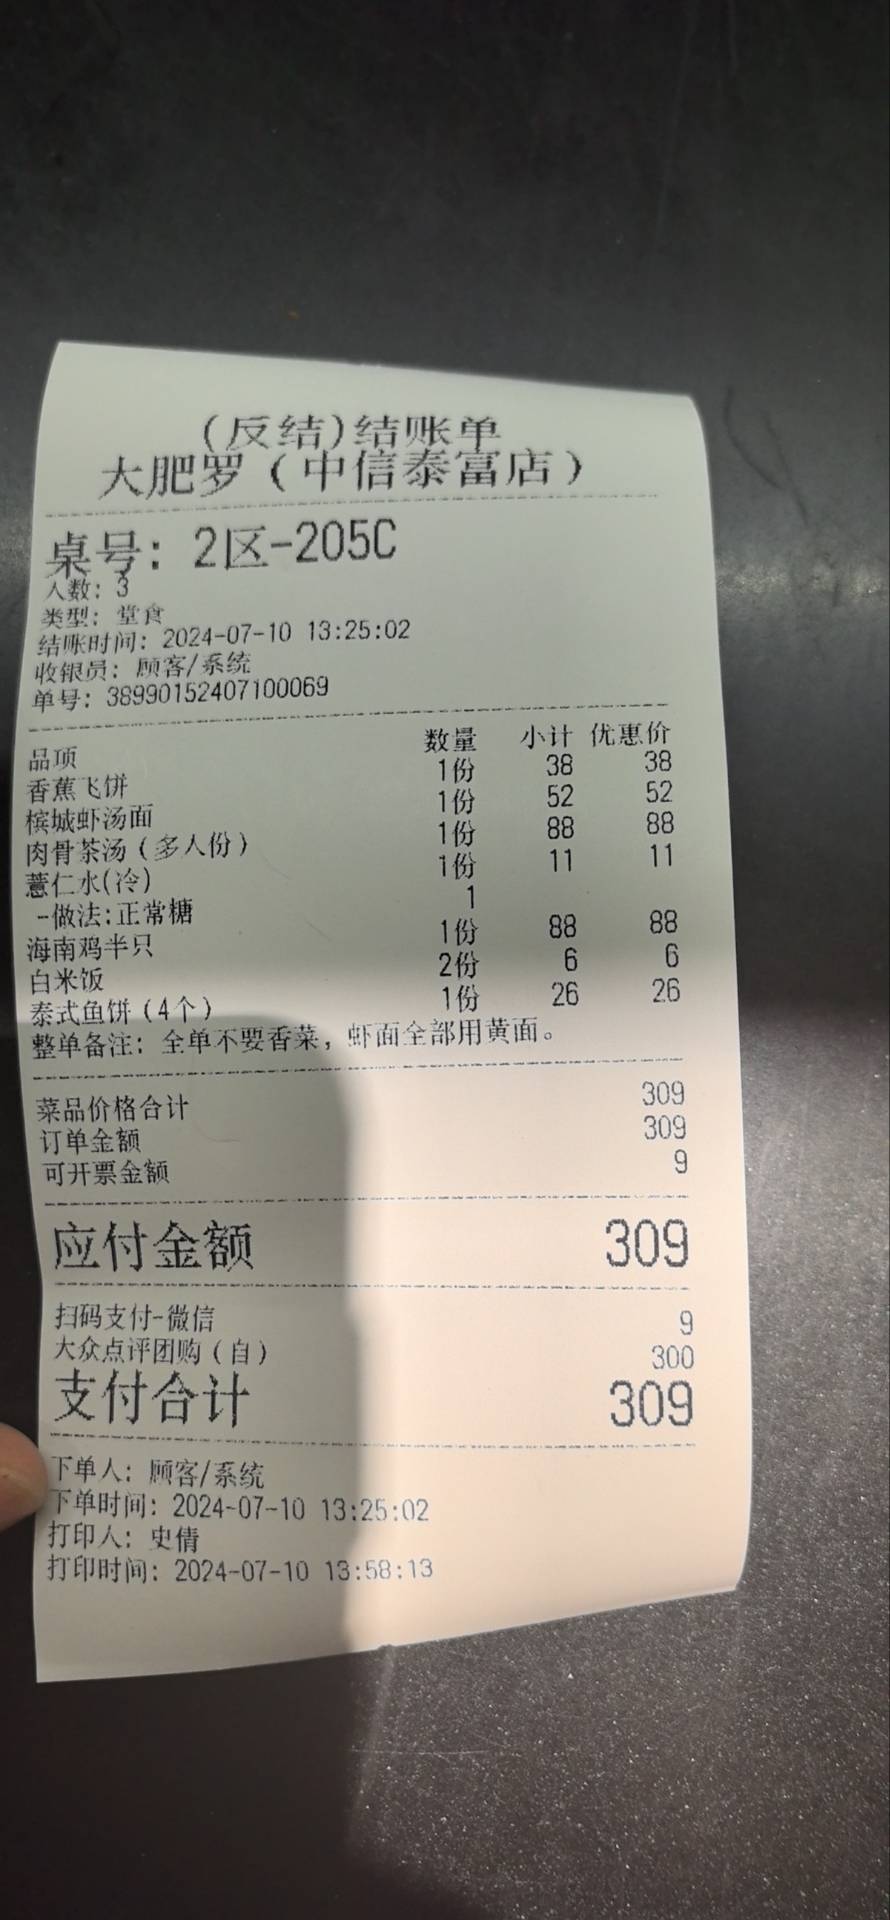 (反结)结账单
大肥罗(中信泰富店)
桌号: 2区-205C
人数: 3
类型: 堂食
结账时间: 2024-07-10 13:25:02
收银员: 顾客/系统
单号: 38990152407100069
品项 数量 小计 优惠价
香蕉飞饼 1份 38 38
槟城虾汤面 1份 52 52
肉骨茶汤(多人份) 1份 88 88
薏仁水(冷) 1份 11 11
-做法:正常糖 1
海南鸡半只 1份 88 88
白米饭 2份 6 6
泰式鱼饼(4个) 1份 26 26
整单备注: 全单不要香菜, 虾面全部用黄面。
菜品价格合计 309
订单金额 309
可开票金额 9
应付金额 309
扫码支付-微信 9
大众点评团购(自) 300
支付合计 309
下单人: 顾客/系统
下单时间: 2024-07-10 13:25:02
打印人: 史倩
打印时间: 2024-07-10 13:58:13